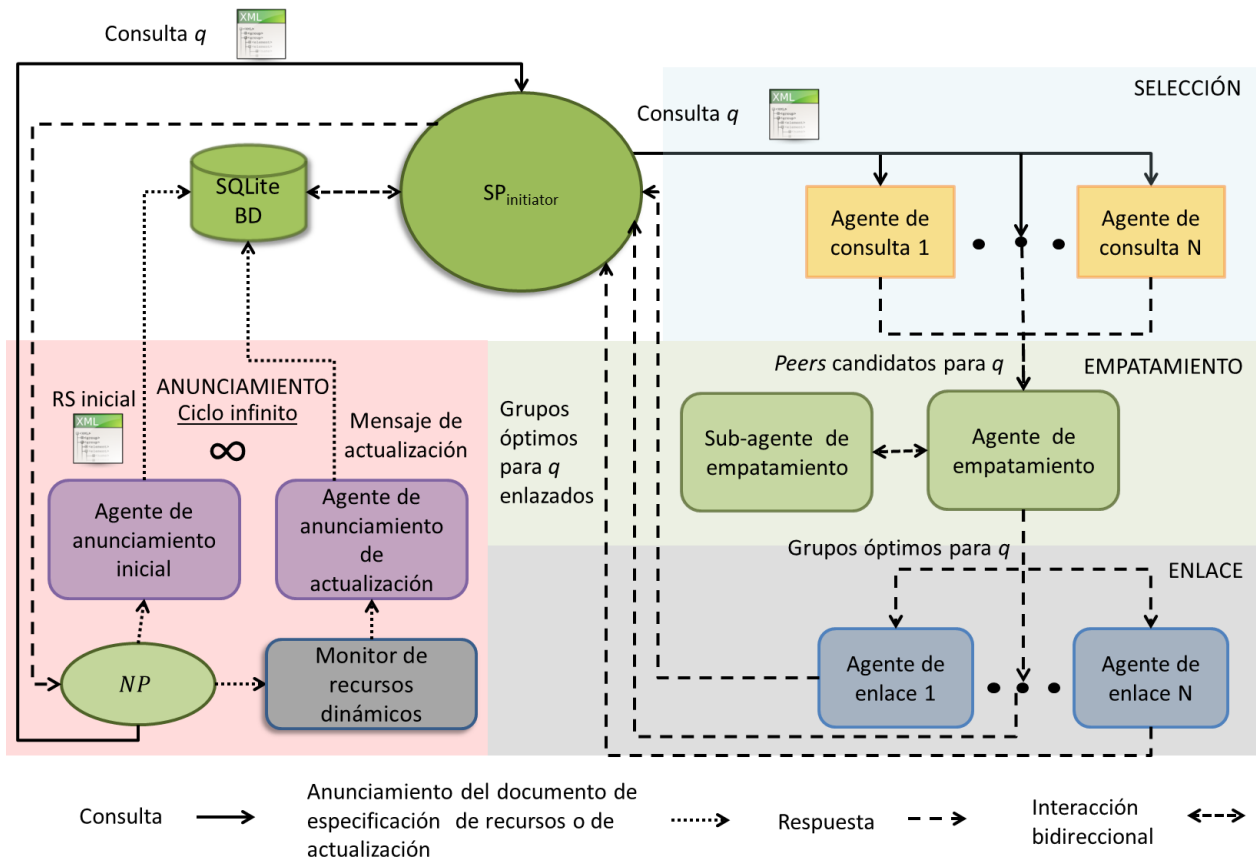 Consulta q
XML
SELECCIÓN
Consulta q
XML
SQLite
BD
SPinitiator
Agente de
consulta 1
Agente de
consulta N
Peers candidatos para q
EMPATAMIENTO
RS inicial
XML
ANUNCIAMIENTO
Ciclo infinito
∞
Mensaje de
actualización
Grupos
óptimos
para q
enlazados
Sub-agente de
empatamiento
Agente de
empatamiento
Agente de
anunciamiento
inicial
Agente de
anunciamiento
de
actualización
Grupos óptimos para q
ENLACE
NP
Monitor de
recursos
dinámicos
Agente de
enlace 1
Agente de
enlace N
Consulta
Anunciamiento del documento de
especificación de recursos o de
actualización
Respuesta
Interacción
bidireccional